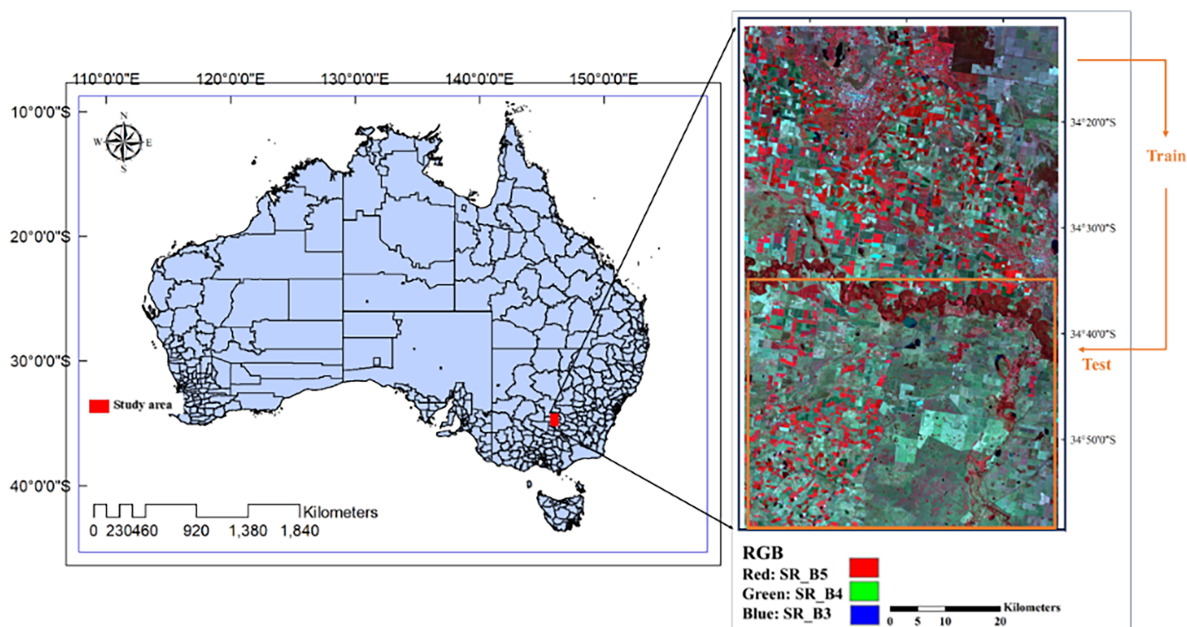 110°0'0"E 120°0'0"E 130°0'0"E 140°0'0"E 150°0'0"E
10°0'0"S
20°0'0"S
30°0'0"S
40°0'0"S
N
W E
S
Study area
Kilometers
0 230460 920 1,380 1,840
34°20'0"S
34°30'0"S
34°40'0"S
34°50'0"S
Train
Test
RGB
Red: SR_B5
Green: SR_B4
Blue: SR_B3
Kilometers
0 5 10 20